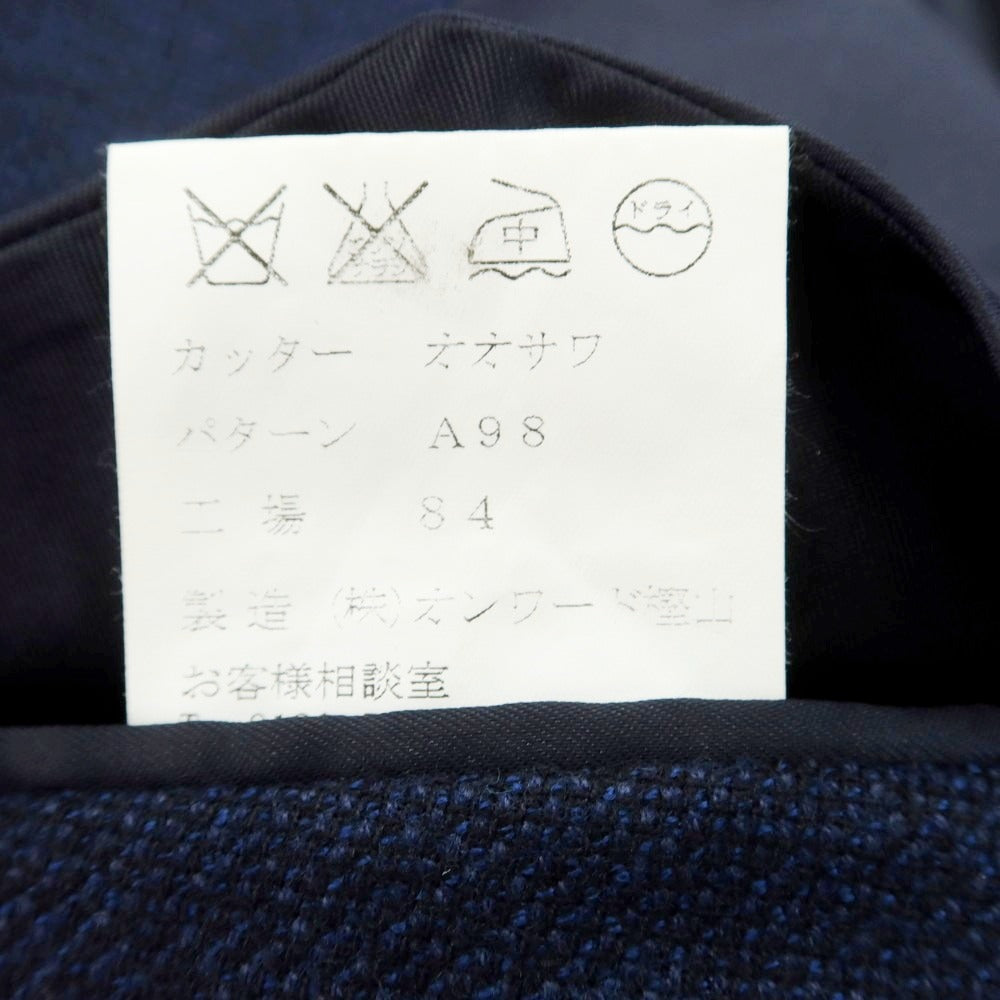 中 ドライ
カッター オオサワ
パターン A98
工場 84
製造 (株)オンワード樫山
お客様相談室